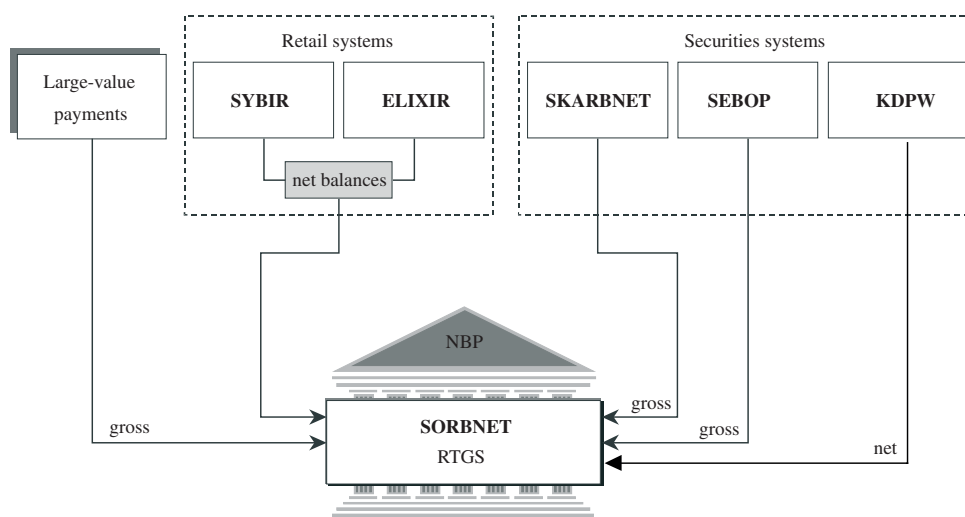 Retail systems
Securities systems
Large-value
payments
SYBIR
ELIXIR
SKARBNET
SEBOP
KDPW
net balances
NBP
gross
SORBNET
RTGS
gross
gross
net